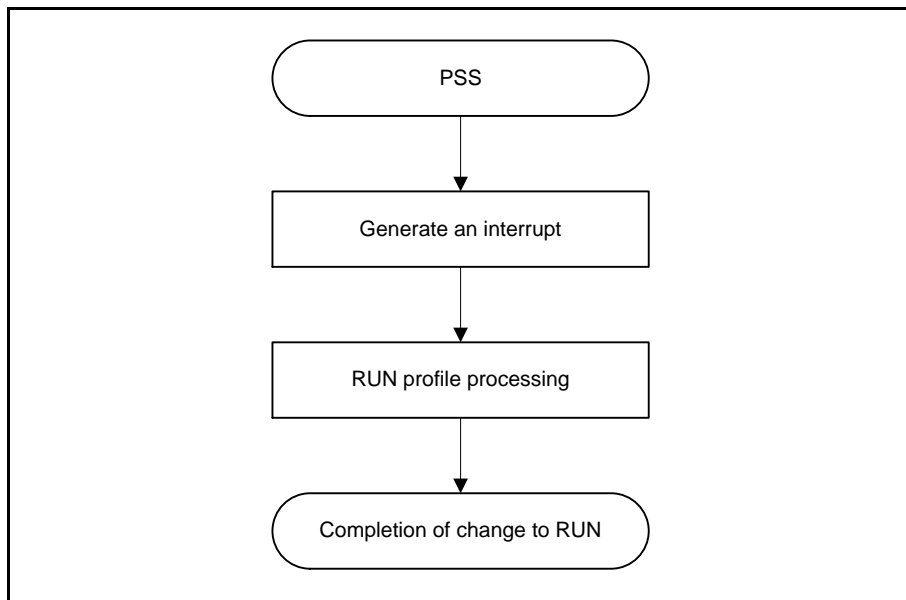 PSS
Generate an interrupt
RUN profile processing
Completion of change to RUN